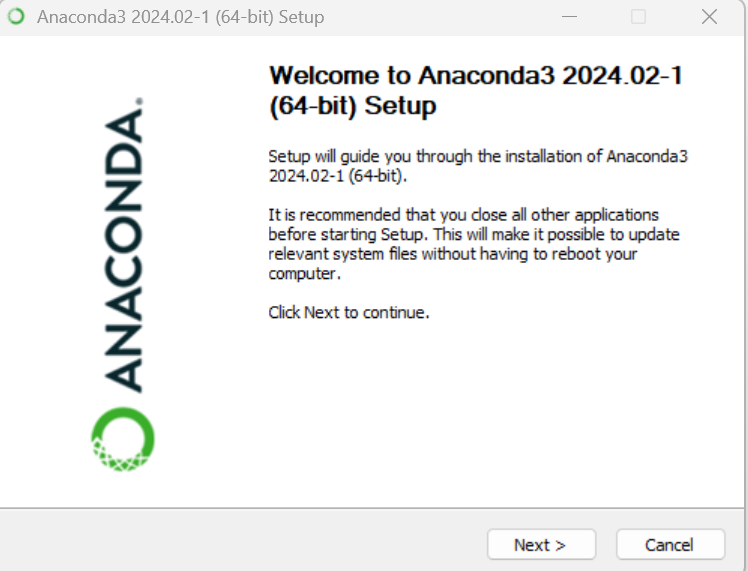 Anaconda3 2024.02-1 (64-bit) Setup
ANACONDA.
Welcome to Anaconda3 2024.02-1
(64-bit) Setup
Setup will guide you through the installation of Anaconda3
2024.02-1 (64-bit).
It is recommended that you close all other applications
before starting Setup. This will make it possible to update
relevant system files without having to reboot your
computer.
Click Next to continue.
Next >
Cancel